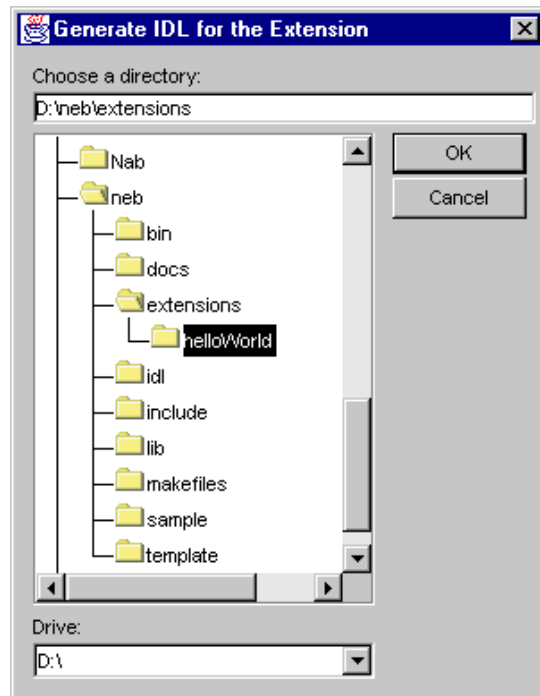 Generate IDL for the Extension
Choose a directory:
D:\neb\extensions
OK
Cancel
Nab
neb
bin
docs
extensions
helloWorld
idl
include
lib
makefiles
sample
template
Drive:
D:\